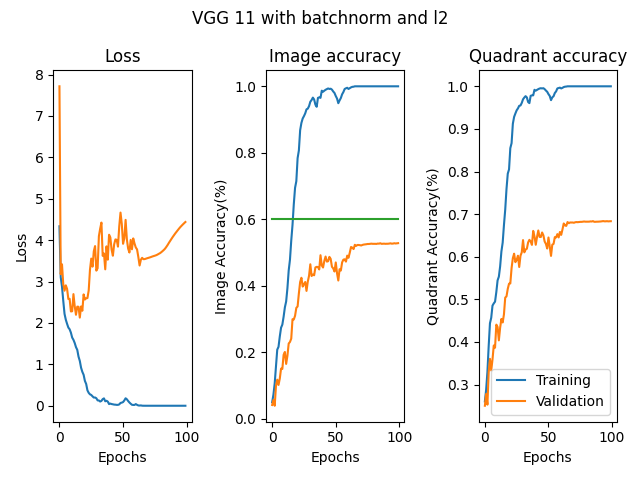 VGG 11 with batchnorm and l2
Loss
Image accuracy
Quadrant accuracy
Loss
8
7
6
5
4
3
2
1
0
0
50
100
Epochs
Image Accuracy(%)
1.0
0.8
0.6
0.4
0.2
0.0
0
50
100
Epochs
Quadrant Accuracy(%)
1.0
0.9
0.8
0.7
0.6
0.5
0.4
0.3
0
50
100
Epochs
Training
Validation